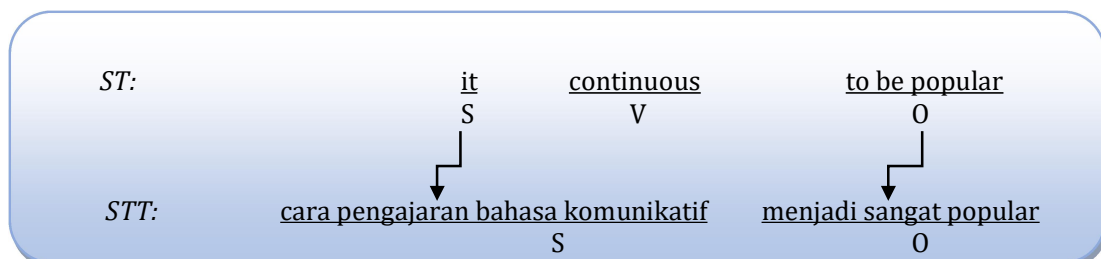 ST: it continuous to be popular
S V O
STT: cara pengajaran bahasa komunikatif menjadi sangat popular
S O